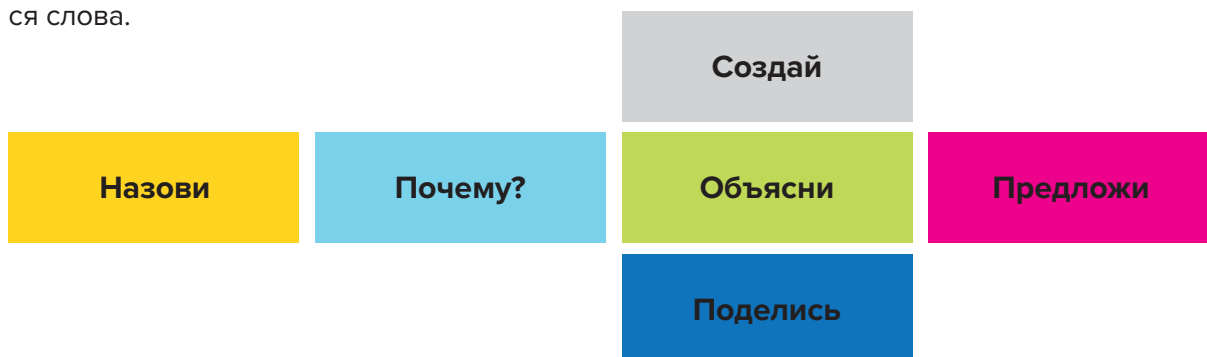 ся слова.
Создай
Назови
Почему?
Объясни
Предложи
Поделись